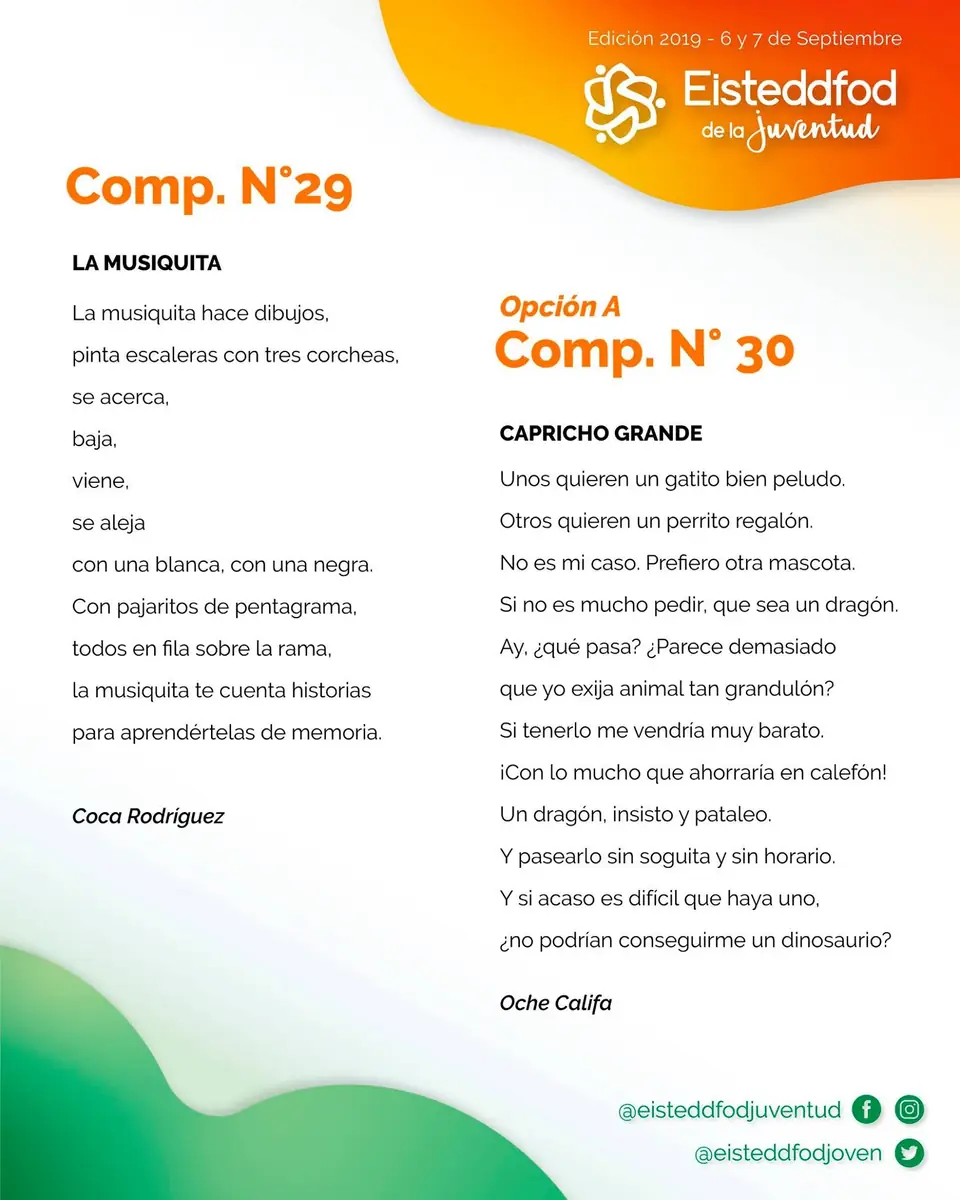 Edición 2019 - 6 y 7 de Septiembre
Eisteddfod
de la juventud
Comp. N°29
LA MUSIQUITA
La musiquita hace dibujos,
pinta escaleras con tres corcheas,
se acerca,
baja,
viene,
se aleja
con una blanca, con una negra.
Con pajaritos de pentagrama,
todos en fila sobre la rama,
la musiquita te cuenta historias
para aprendértelas de memoria.
Coca Rodríguez
Opción A
Comp. N° 30
CAPRICHO GRANDE
Unos quieren un gatito bien peludo.
Otros quieren un perrito regalón.
No es mi caso. Prefiero otra mascota.
Si no es mucho pedir, que sea un dragón.
Ay, ¿qué pasa? ¿Parece demasiado
que yo exija animal tan grandulón?
Si tenerlo me vendría muy barato.
¡Con lo mucho que ahorraría en calefón!
Un dragón, insisto y pataleo.
Y pasearlo sin soguita y sin horario.
Y si acaso es difícil que haya uno,
¿no podrían conseguirme un dinosaurio?
Oche Califa
@eisteddfodjuventud
@eisteddfodjoven